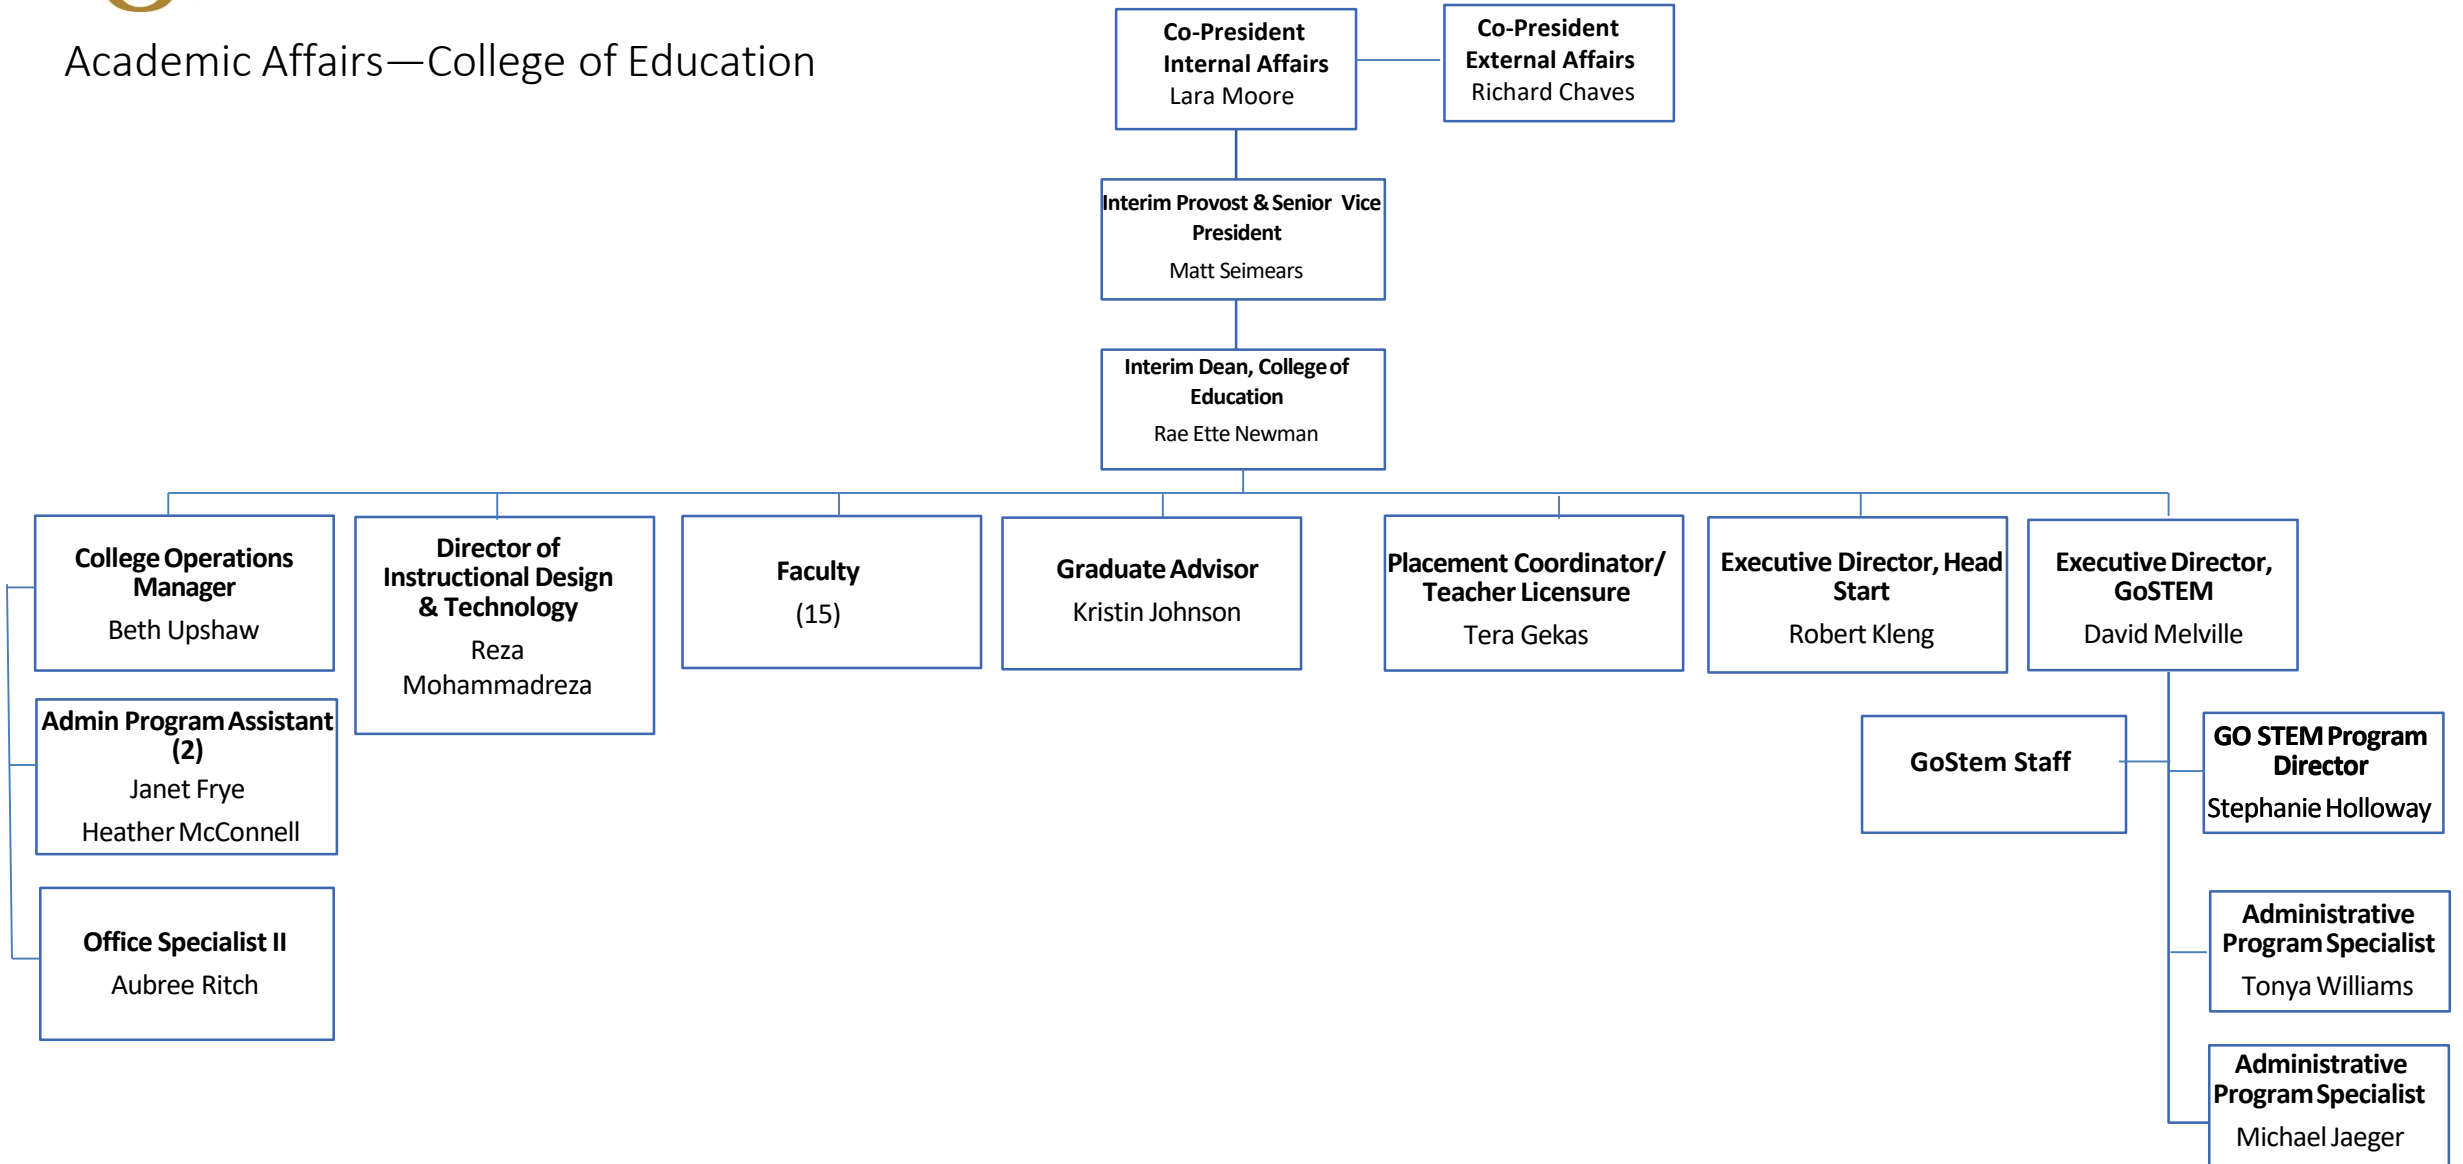 Academic Affairs—College of Education
Co-President
Internal Affairs
Lara Moore
Co-President
External Affairs
Richard Chaves
Interim Provost & Senior Vice
President
Matt Seimears
Interim Dean, College of
Education
Rae Ette Newman
College Operations
Manager
Beth Upshaw
Director of
Instructional Design
& Technology
Reza
Mohammadreza
Faculty
(15)
Graduate Advisor
Kristin Johnson
Placement Coordinator/
Teacher Licensure
Tera Gekas
Executive Director, Head
Start
Robert Kleng
Executive Director,
GoSTEM
David Melville
Admin Program Assistant
(2)
Janet Frye
Heather McConnell
GoStem Staff
GO STEM Program
Director
Stephanie Holloway
Office Specialist II
Aubree Ritch
Administrative
Program Specialist
Tonya Williams
Administrative
Program Specialist
Michael Jaeger